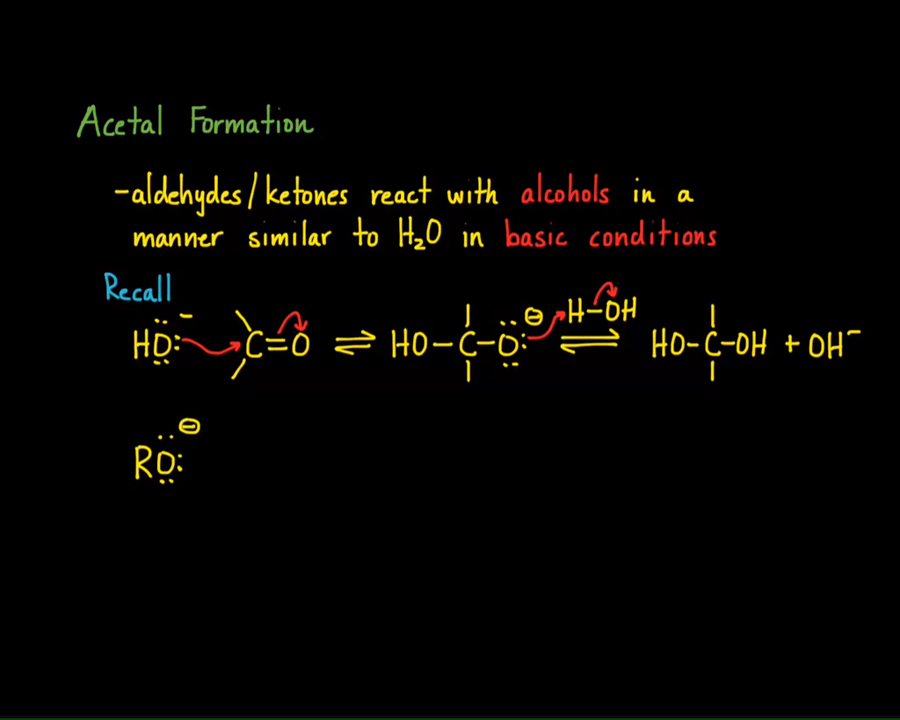 Acetal Formation
-aldehydes/ketones react with alcohols in a
manner similar to H₂O in basic conditions
Recall
HÖ:⁻ C=O ⇌ HO-C-O:⊖ H-OH ⇌ HO-C-OH + OH⁻
RO:⊖